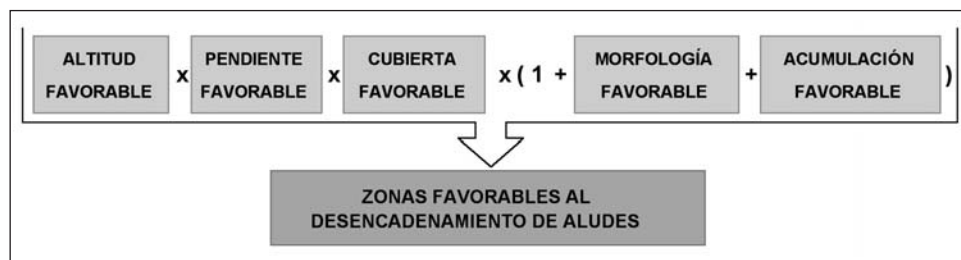 ALTITUD
FAVORABLE
x
PENDIENTE
FAVORABLE
x
CUBIERTA
FAVORABLE
x ( 1 +
MORFOLOGÍA
FAVORABLE
+
ACUMULACIÓN
FAVORABLE
)
ZONAS FAVORABLES AL
DESENCADENAMIENTO DE ALUDES